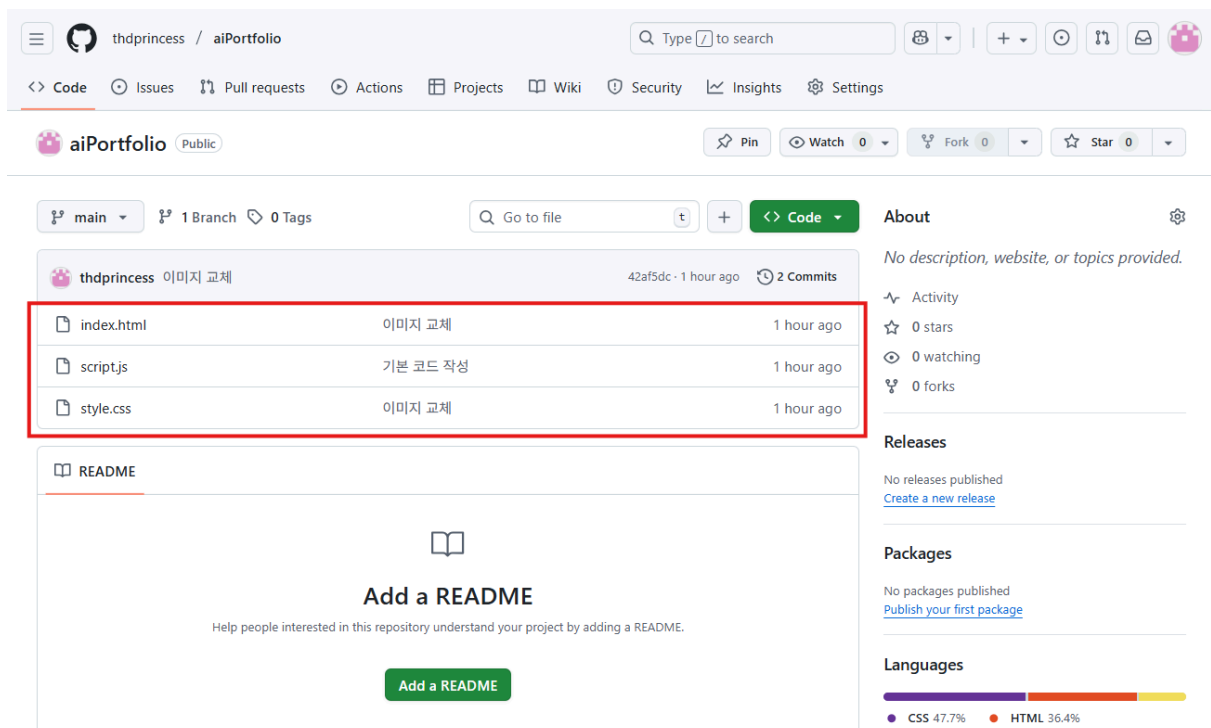 thdprincess / aiPortfolio
Type / to search
Code
Issues
Pull requests
Actions
Projects
Wiki
Security
Insights
Settings
aiPortfolio Public
Pin
Watch 0
Fork 0
Star 0
main
1 Branch
0 Tags
Go to file t
Code
thdprincess 이미지 교체 42af5dc · 1 hour ago 2 Commits
index.html 이미지 교체 1 hour ago
script.js 기본 코드 작성 1 hour ago
style.css 이미지 교체 1 hour ago
README
Add a README
Help people interested in this repository understand your project by adding a README.
Add a README
About
No description, website, or topics provided.
Activity
0 stars
0 watching
0 forks
Releases
No releases published
Create a new release
Packages
No packages published
Publish your first package
Languages
CSS 47.7% HTML 36.4%